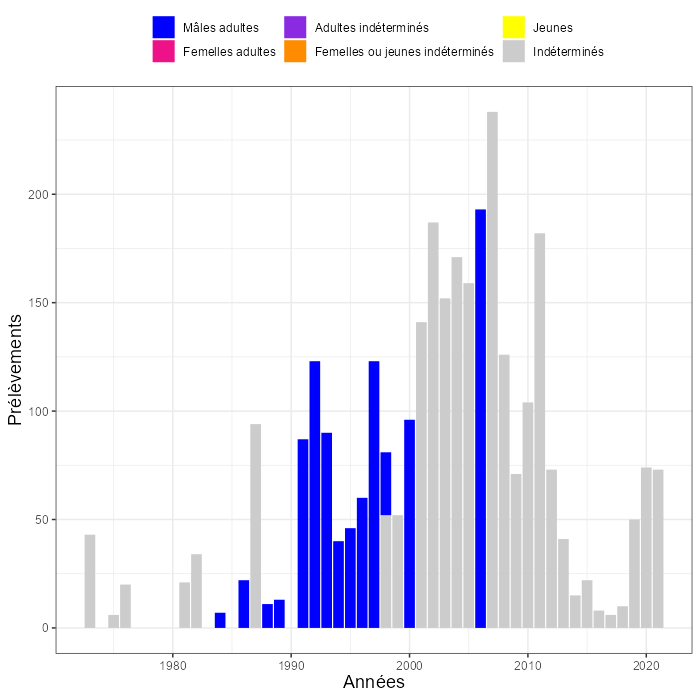 Mâles adultes
Adultes indéterminés
Jeunes
Femelles adultes
Femelles ou jeunes indéterminés
Indéterminés
Prélèvements
200
150
100
50
0
1980
1990
2000
2010
2020
Années